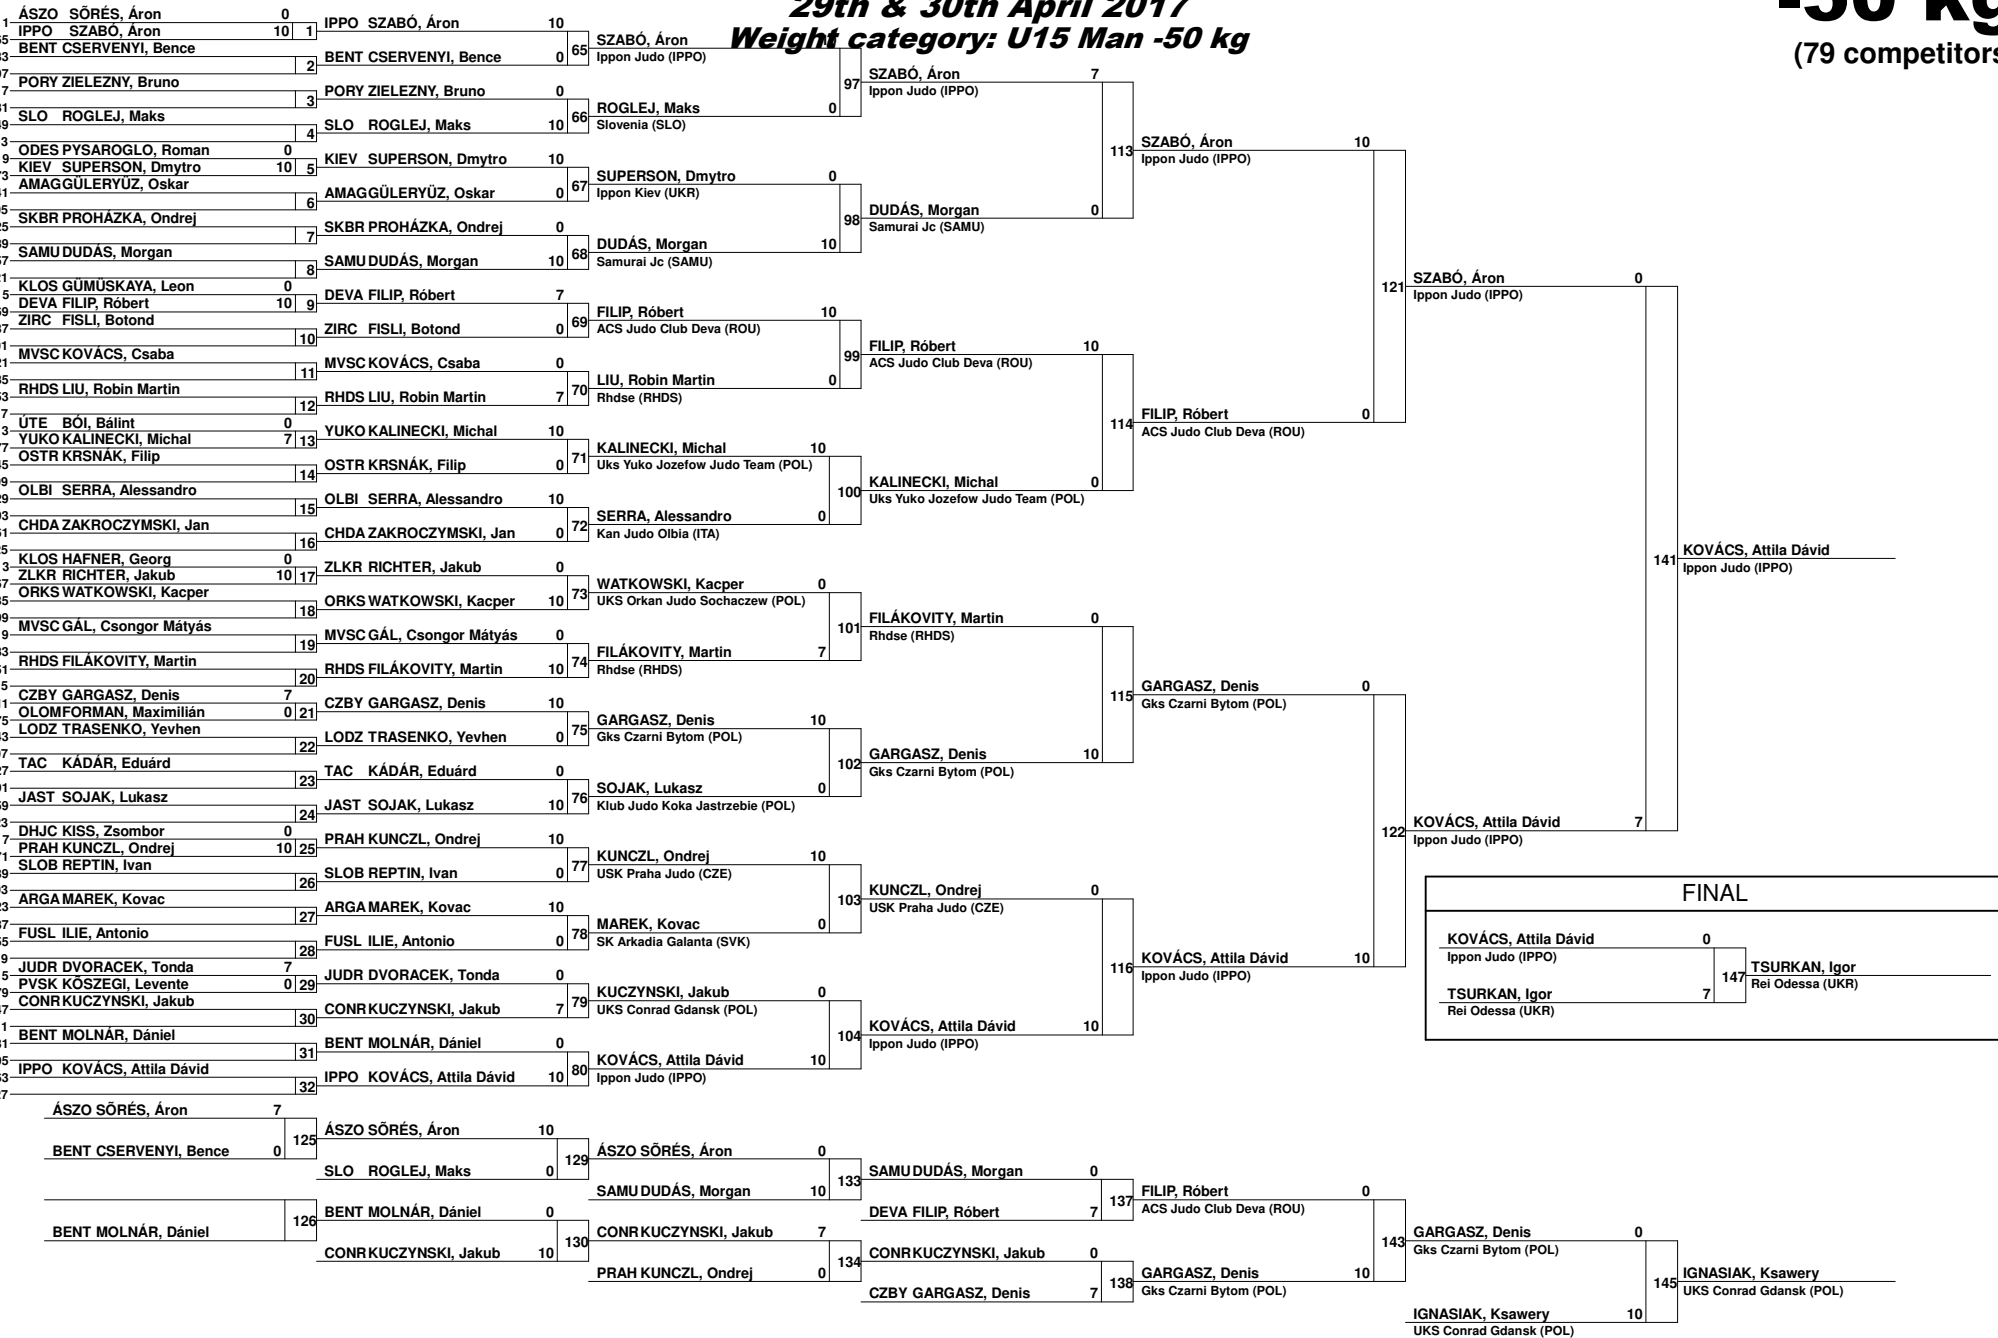 29th & 30th April 2017
Weight category: U15 Man -50 kg
-50 kg
(79 competitors
ÁSZO SÕRÉS, Áron 0
IPPO SZABÓ, Áron 10 1
BENT CSERVENYI, Bence
2
PORY ZIELEZNY, Bruno
3
SLO ROGLEJ, Maks
4
ODES PYSAROGLO, Roman 0
KIEV SUPERSON, Dmytro 10 5
AMAG GÜLERYÜZ, Oskar
6
SKBR PROHÁZKA, Ondrej
7
SAMU DUDÁS, Morgan
8
KLOS GÜMÜSKAYA, Leon 0
DEVA FILIP, Róbert 10 9
ZIRC FISLI, Botond
10
MVSC KOVÁCS, Csaba
11
RHDS LIU, Robin Martin
12
ÚTE BÓI, Bálint 0
YUKO KALINECKI, Michal 7 13
OSTR KRSNÁK, Filip
14
OLBI SERRA, Alessandro
15
CHDA ZAKROCZYMSKI, Jan
16
KLOS HAFNER, Georg 0
ZLKR RICHTER, Jakub 10 17
ORKS WATKOWSKI, Kacper
18
MVSC GÁL, Csongor Mátyás
19
RHDS FILÁKOVITY, Martin
20
CZBY GARGASZ, Denis 7
OLOM FORMAN, Maximilián 0 21
LODZ TRASENKO, Yevhen
22
TAC KÁDÁR, Eduárd
23
JAST SOJAK, Lukasz
24
DHJC KISS, Zsombor 0
PRAH KUNCZL, Ondrej 10 25
SLOB REPTIN, Ivan
26
ARGA MAREK, Kovac
27
FUSL ILIE, Antonio
28
JUDR DVORACEK, Tonda 7
PVSK KÕSZEGI, Levente 0 29
CONR KUCZYNSKI, Jakub
30
BENT MOLNÁR, Dániel
31
IPPO KOVÁCS, Attila Dávid
32
IPPO SZABÓ, Áron 10
65
BENT CSERVENYI, Bence 0
PORY ZIELEZNY, Bruno 0
66
SLO ROGLEJ, Maks 10
KIEV SUPERSON, Dmytro 10
67
AMAG GÜLERYÜZ, Oskar 0
SKBR PROHÁZKA, Ondrej 0
68
SAMU DUDÁS, Morgan 10
DEVA FILIP, Róbert 7
69
ZIRC FISLI, Botond 0
MVSC KOVÁCS, Csaba 0
70
RHDS LIU, Robin Martin 7
YUKO KALINECKI, Michal 10
71
OSTR KRSNÁK, Filip 0
OLBI SERRA, Alessandro 10
72
CHDA ZAKROCZYMSKI, Jan 0
ZLKR RICHTER, Jakub 0
73
ORKS WATKOWSKI, Kacper 10
MVSC GÁL, Csongor Mátyás 0
74
RHDS FILÁKOVITY, Martin 10
CZBY GARGASZ, Denis 10
75
LODZ TRASENKO, Yevhen 0
TAC KÁDÁR, Eduárd 0
76
JAST SOJAK, Lukasz 10
PRAH KUNCZL, Ondrej 10
77
SLOB REPTIN, Ivan 0
ARGA MAREK, Kovac 10
78
FUSL ILIE, Antonio 0
JUDR DVORACEK, Tonda 0
79
CONR KUCZYNSKI, Jakub 7
BENT MOLNÁR, Dániel 0
80
IPPO KOVÁCS, Attila Dávid 10
SZABÓ, Áron
Ippon Judo (IPPO)
97
ROGLEJ, Maks 0
Slovenia (SLO)
SUPERSON, Dmytro 0
Ippon Kiev (UKR)
98
DUDÁS, Morgan 10
Samurai Jc (SAMU)
FILIP, Róbert 10
ACS Judo Club Deva (ROU)
99
LIU, Robin Martin 0
Rhdse (RHDS)
KALINECKI, Michal 10
Uks Yuko Jozefow Judo Team (POL)
100
SERRA, Alessandro 0
Kan Judo Olbia (ITA)
WATKOWSKI, Kacper 0
UKS Orkan Judo Sochaczew (POL)
101
FILÁKOVITY, Martin 7
Rhdse (RHDS)
GARGASZ, Denis 10
Gks Czarni Bytom (POL)
102
SOJAK, Lukasz 0
Klub Judo Koka Jastrzebie (POL)
KUNCZL, Ondrej 10
USK Praha Judo (CZE)
103
MAREK, Kovac 0
SK Arkadia Galanta (SVK)
KUCZYNSKI, Jakub 0
UKS Conrad Gdansk (POL)
104
KOVÁCS, Attila Dávid 10
Ippon Judo (IPPO)
SZABÓ, Áron 7
Ippon Judo (IPPO)
113
DUDÁS, Morgan 0
Samurai Jc (SAMU)
FILIP, Róbert 10
ACS Judo Club Deva (ROU)
114
KALINECKI, Michal 0
Uks Yuko Jozefow Judo Team (POL)
FILÁKOVITY, Martin 0
Rhdse (RHDS)
115
GARGASZ, Denis 10
Gks Czarni Bytom (POL)
KUNCZL, Ondrej 0
USK Praha Judo (CZE)
116
KOVÁCS, Attila Dávid 10
Ippon Judo (IPPO)
SZABÓ, Áron 10
Ippon Judo (IPPO)
121
FILIP, Róbert 0
ACS Judo Club Deva (ROU)
GARGASZ, Denis 0
Gks Czarni Bytom (POL)
122
KOVÁCS, Attila Dávid 10
Ippon Judo (IPPO)
SZABÓ, Áron 0
Ippon Judo (IPPO)
141
KOVÁCS, Attila Dávid 7
Ippon Judo (IPPO)
KOVÁCS, Attila Dávid
Ippon Judo (IPPO)
FINAL
KOVÁCS, Attila Dávid 0
Ippon Judo (IPPO)
147
TSURKAN, Igor
Rei Odessa (UKR)
TSURKAN, Igor 7
Rei Odessa (UKR)
ÁSZO SÕRÉS, Áron 7
125
BENT CSERVENYI, Bence 0
126
BENT MOLNÁR, Dániel
ÁSZO SÕRÉS, Áron 10
129
SLO ROGLEJ, Maks 0
BENT MOLNÁR, Dániel 0
130
CONR KUCZYNSKI, Jakub 10
ÁSZO SÕRÉS, Áron 0
133
SAMU DUDÁS, Morgan 10
CONR KUCZYNSKI, Jakub 7
134
PRAH KUNCZL, Ondrej 0
SAMU DUDÁS, Morgan 0
137
DEVA FILIP, Róbert 7
CONR KUCZYNSKI, Jakub 0
138
CZBY GARGASZ, Denis 7
FILIP, Róbert 0
ACS Judo Club Deva (ROU)
143
GARGASZ, Denis 10
Gks Czarni Bytom (POL)
GARGASZ, Denis 0
Gks Czarni Bytom (POL)
145
IGNASIAK, Ksawery 10
UKS Conrad Gdansk (POL)
IGNASIAK, Ksawery
UKS Conrad Gdansk (POL)